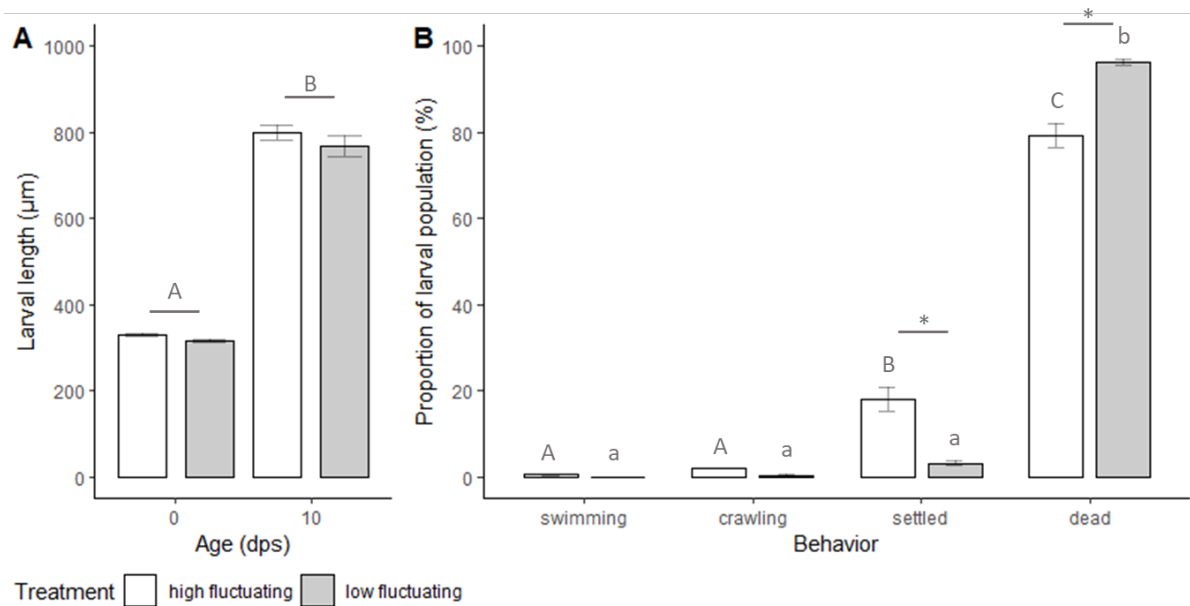 A
Larval length (µm)
1000
800
600
400
200
0
A
B
0
10
Age (dps)
B
Proportion of larval population (%)
100
80
60
40
20
0
A
a
A
a
B
*
a
C
*
b
swimming
crawling
settled
dead
Behavior
Treatment high fluctuating low fluctuating